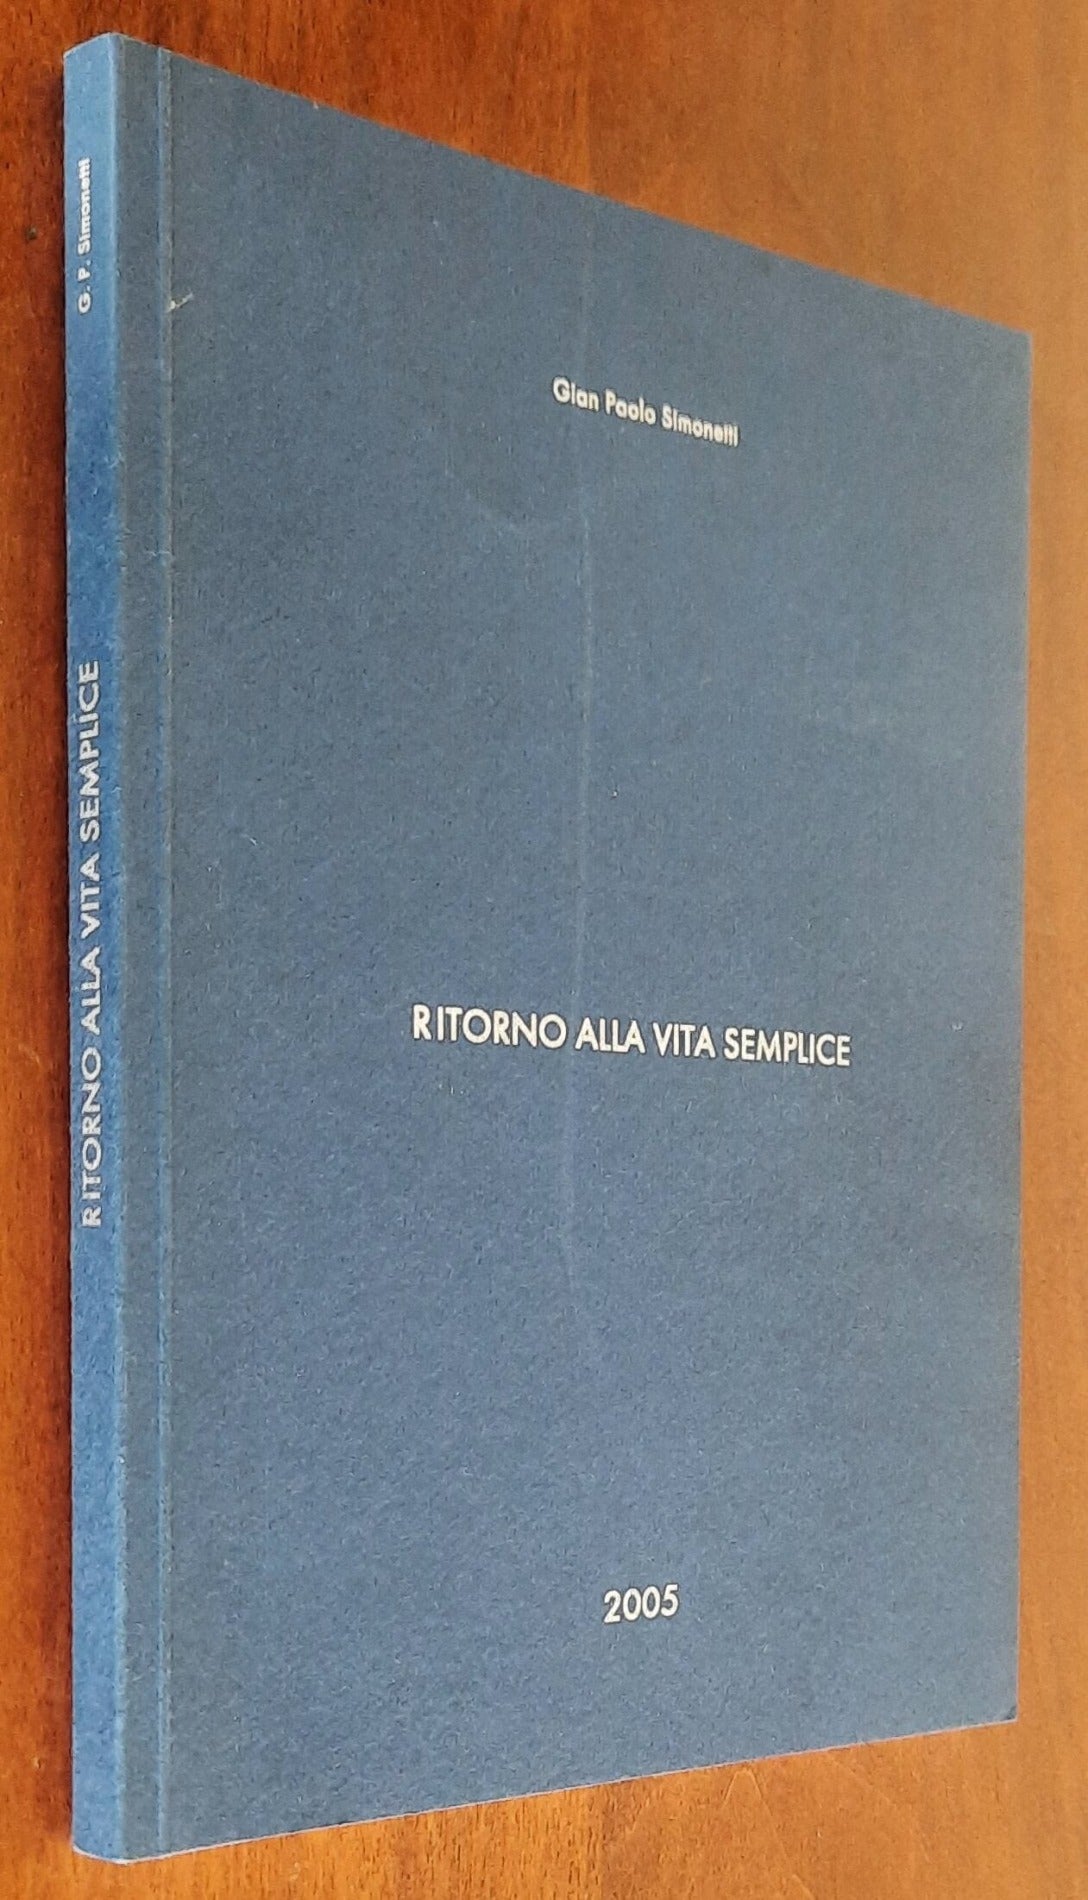 Gian Paolo Simonetti
RITORNO ALLA VITA SEMPLICE
2005
G. P. Simonetti
RITORNO ALLA VITA SEMPLICE